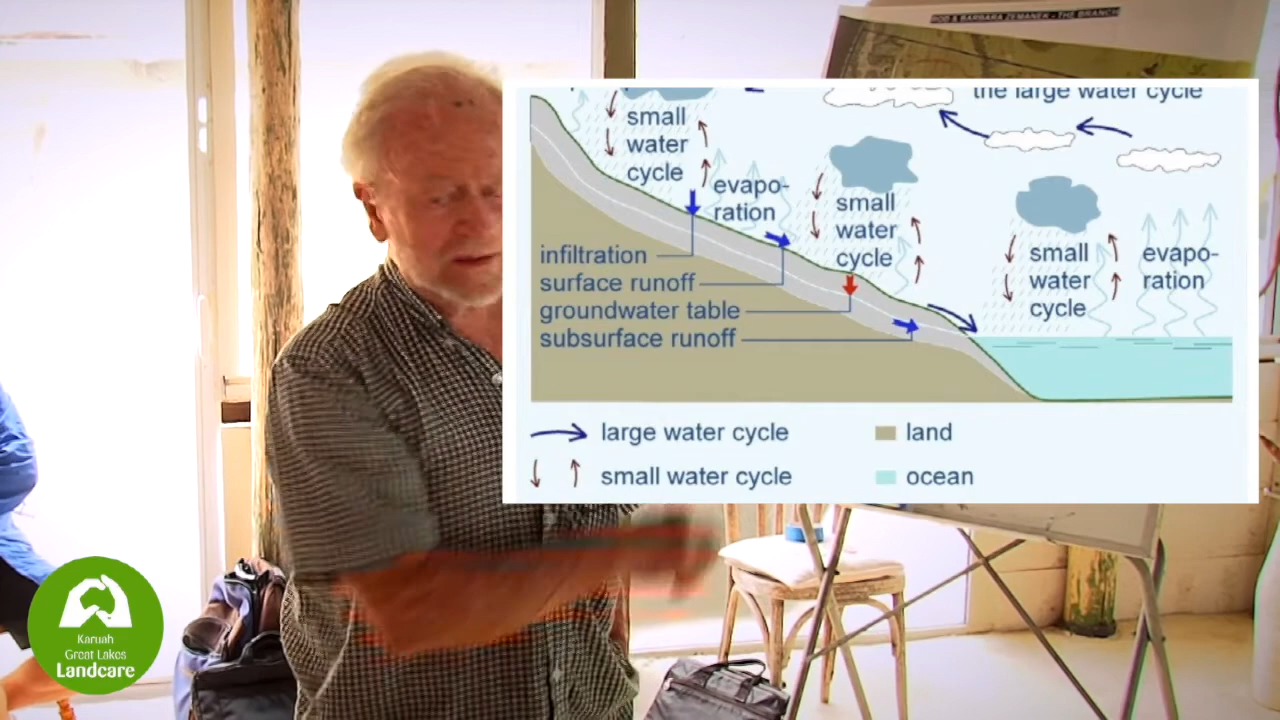 ROD & BARBARA ZEMANEK - THE BRANCH
the large water cycle
small
water
cycle
evapo-
ration
small
water
cycle
small
water
cycle
evapo-
ration
infiltration
surface runoff
groundwater table
subsurface runoff
large water cycle
land
small water cycle
ocean
Karuah
Great Lakes
Landcare